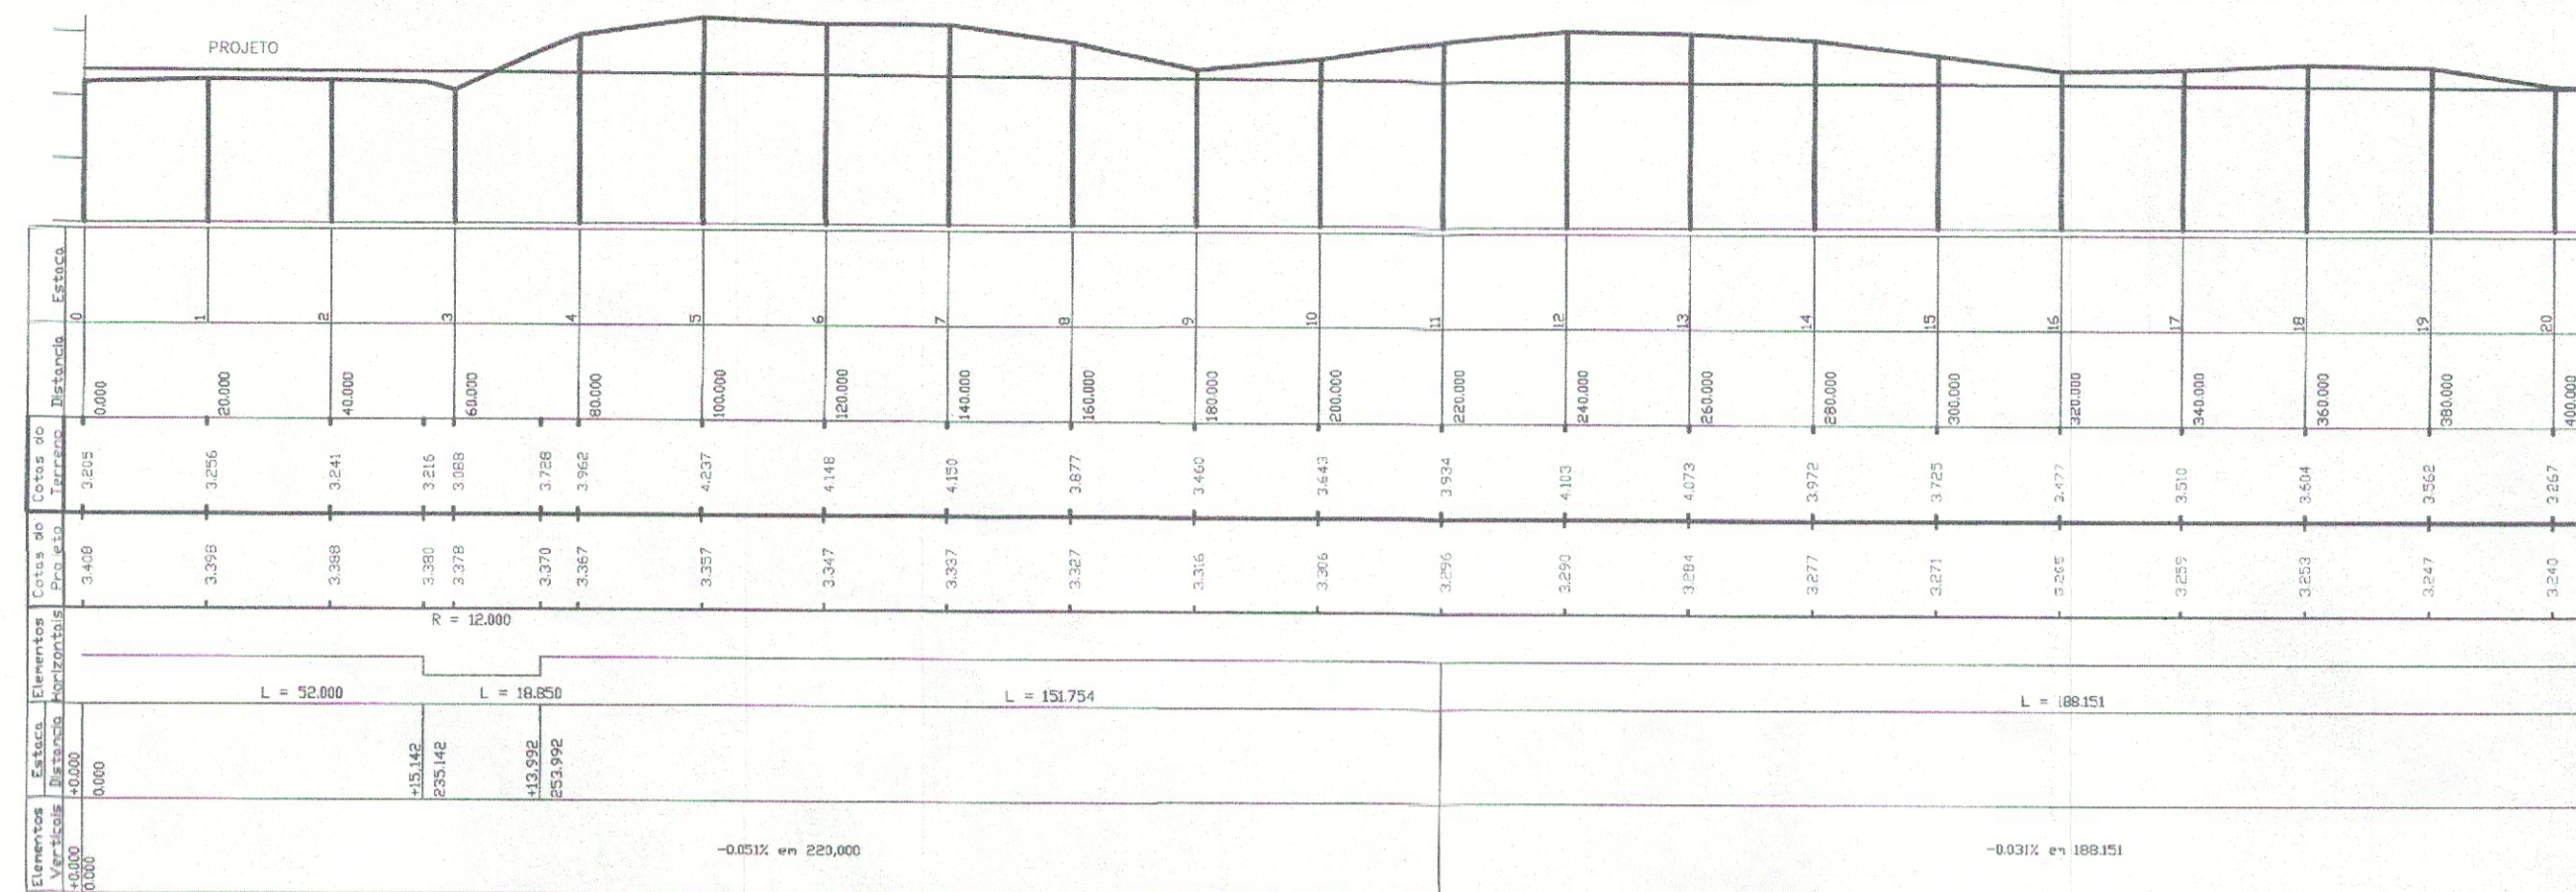 PROJETO
Estaca
0 1 2 3 4 5 6 7 8 9 10 11 12 13 14 15 16 17 18 19 20
Distancia
0.000 20.000 40.000 60.000 80.000 100.000 120.000 140.000 160.000 180.000 200.000 220.000 240.000 260.000 280.000 300.000 320.000 340.000 360.000 380.000 400.000
Cotas do
Terreno
3.205 3.256 3.241 3.216 3.088 3.728 3.962 4.237 4.148 4.150 3.877 3.460 3.643 3.934 4.103 4.073 3.972 3.725 3.477 3.510 3.604 3.562 3.267
Cotas do
Projeto
3.408 3.398 3.388 3.380 3.378 3.370 3.367 3.357 3.347 3.337 3.327 3.316 3.306 3.296 3.290 3.284 3.277 3.271 3.265 3.259 3.253 3.247 3.240
Elementos
Horizontais
R = 12.000
L = 52.000 L = 18.850 L = 151.754 L = 188.151
Estaca
Distancia
+0.000 +15.142 +13.992
0.000 235.142 253.992
Elementos
Verticais
+0.000
0.000
-0.051% em 220,000 -0.031% em 188.151